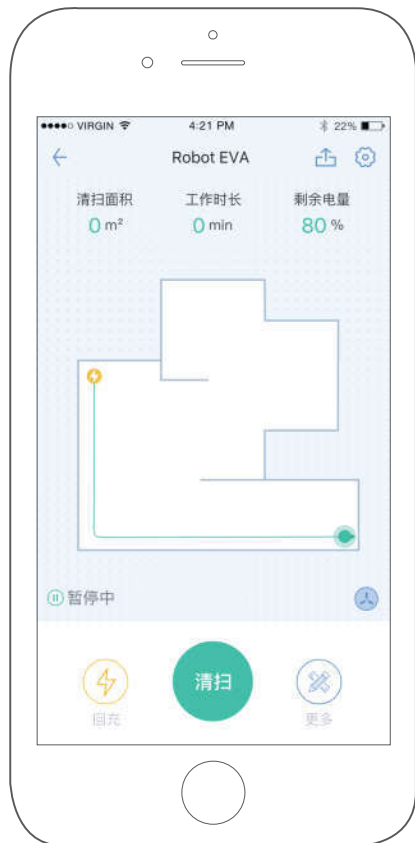 ●●●●○ VIRGIN 4:21 PM 22%
Robot EVA
清扫面积 工作时长 剩余电量
0 m² 0 min 80 %
暂停中
清扫
回充 更多